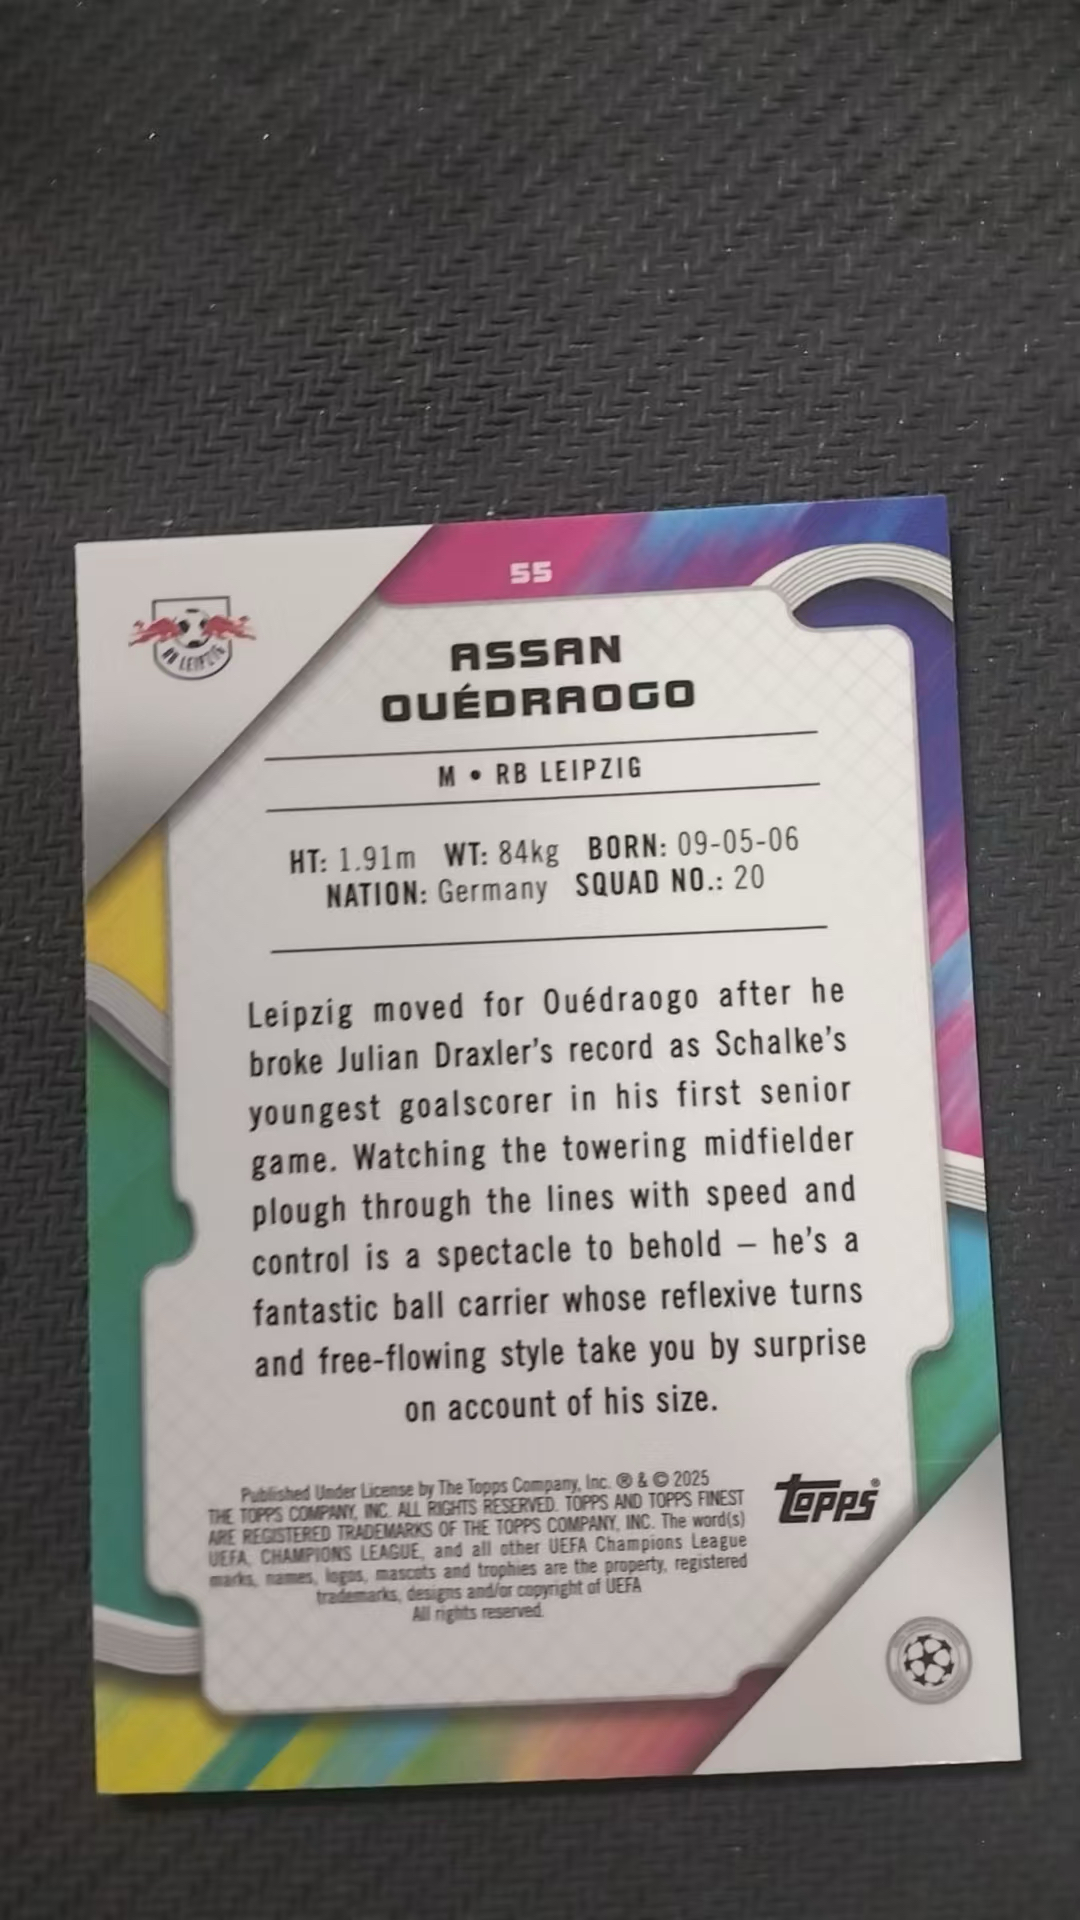 55
RB LEIPZIG
ASSAN
OUÉDRAOGO
M • RB LEIPZIG
HT: 1.91m WT: 84kg BORN: 09-05-06
NATION: Germany SQUAD NO.: 20
Leipzig moved for Ouédraogo after he
broke Julian Draxler's record as Schalke's
youngest goalscorer in his first senior
game. Watching the towering midfielder
plough through the lines with speed and
control is a spectacle to behold – he's a
fantastic ball carrier whose reflexive turns
and free-flowing style take you by surprise
on account of his size.
Published Under License by The Topps Company, Inc. ® & © 2025
THE TOPPS COMPANY, INC. ALL RIGHTS RESERVED. TOPPS AND TOPPS FINEST
ARE REGISTERED TRADEMARKS OF THE TOPPS COMPANY, INC. The word(s)
UEFA, CHAMPIONS LEAGUE, and all other UEFA Champions League
marks, names, logos, mascots and trophies are the property, registered
trademarks, designs and/or copyright of UEFA
All rights reserved.
TOPPS®